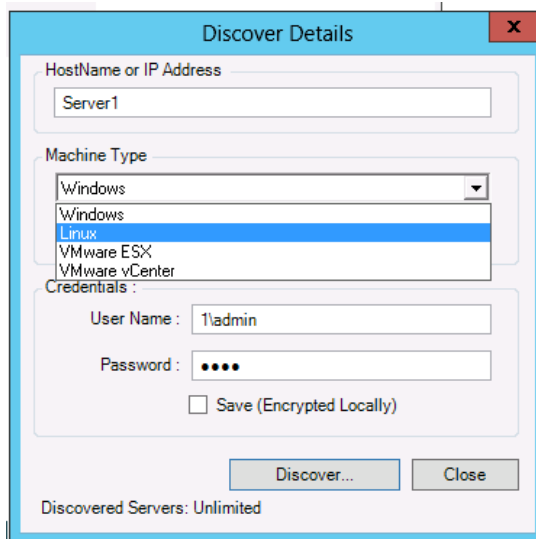 Discover Details
x
HostName or IP Address
Server1
Machine Type
Windows
Windows
Linux
VMware ESX
VMware vCenter
Credentials :
User Name : 1\admin
Password : ●●●●
Save (Encrypted Locally)
Discover... Close
Discovered Servers: Unlimited